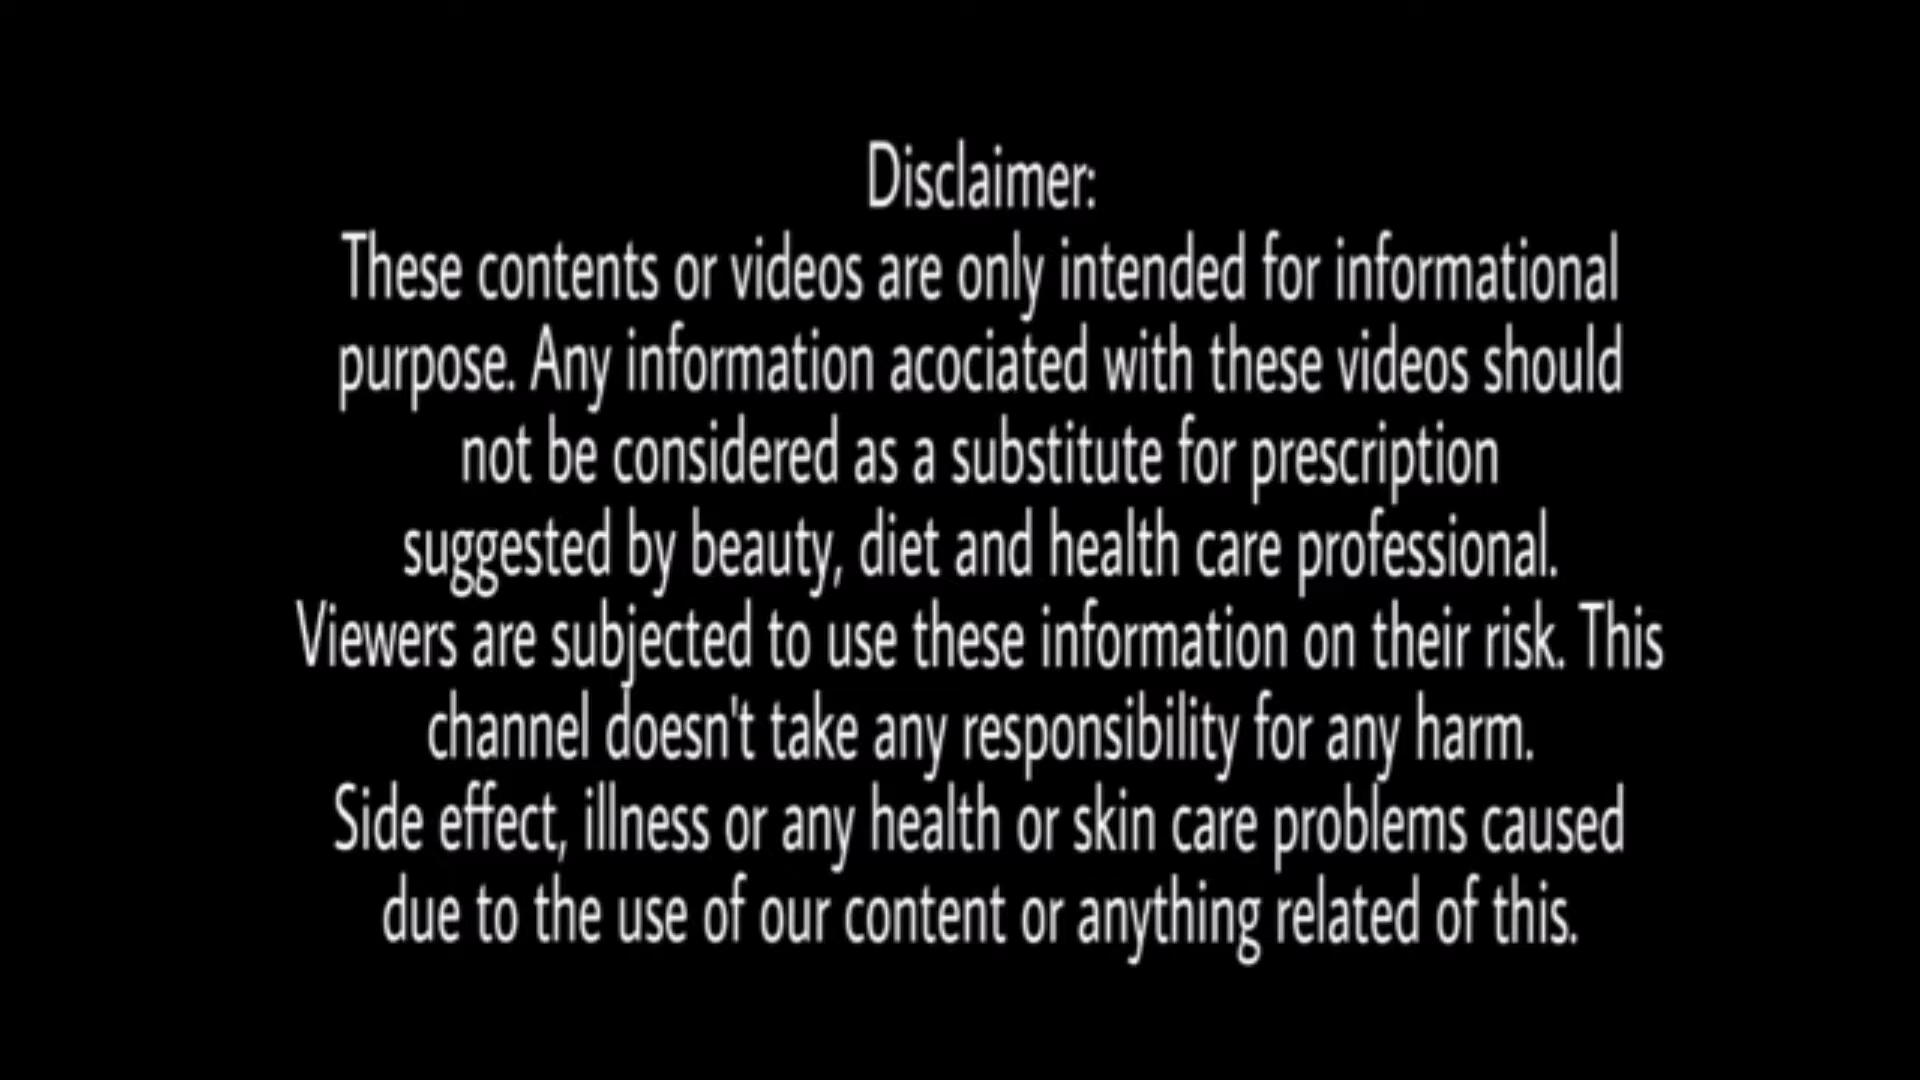 Disclaimer:
These contents or videos are only intended for informational
purpose. Any information acociated with these videos should
not be considered as a substitute for prescription
suggested by beauty, diet and health care professional.
Viewers are subjected to use these information on their risk. This
channel doesn't take any responsibility for any harm.
Side effect, illness or any health or skin care problems caused
due to the use of our content or anything related of this.